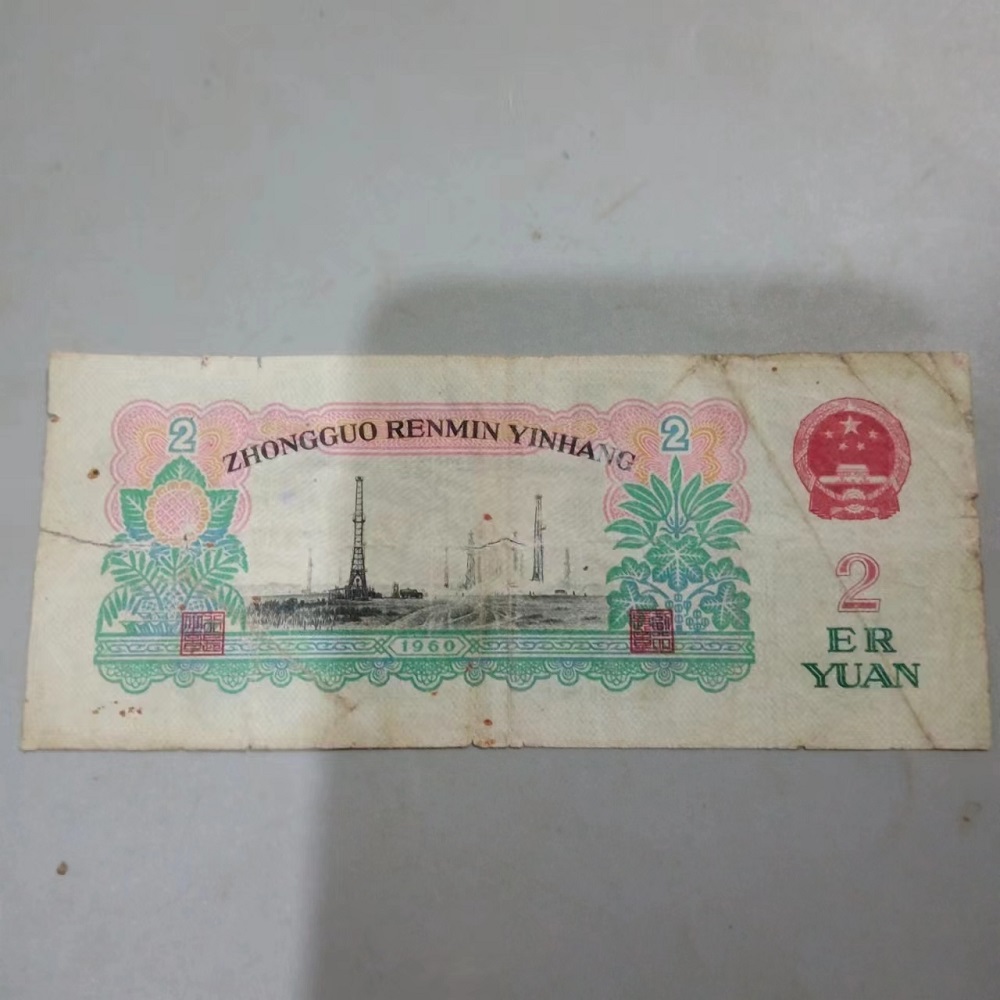 2
2
ZHONGGUO RENMIN YINHANG
1960
2
ER
YUAN